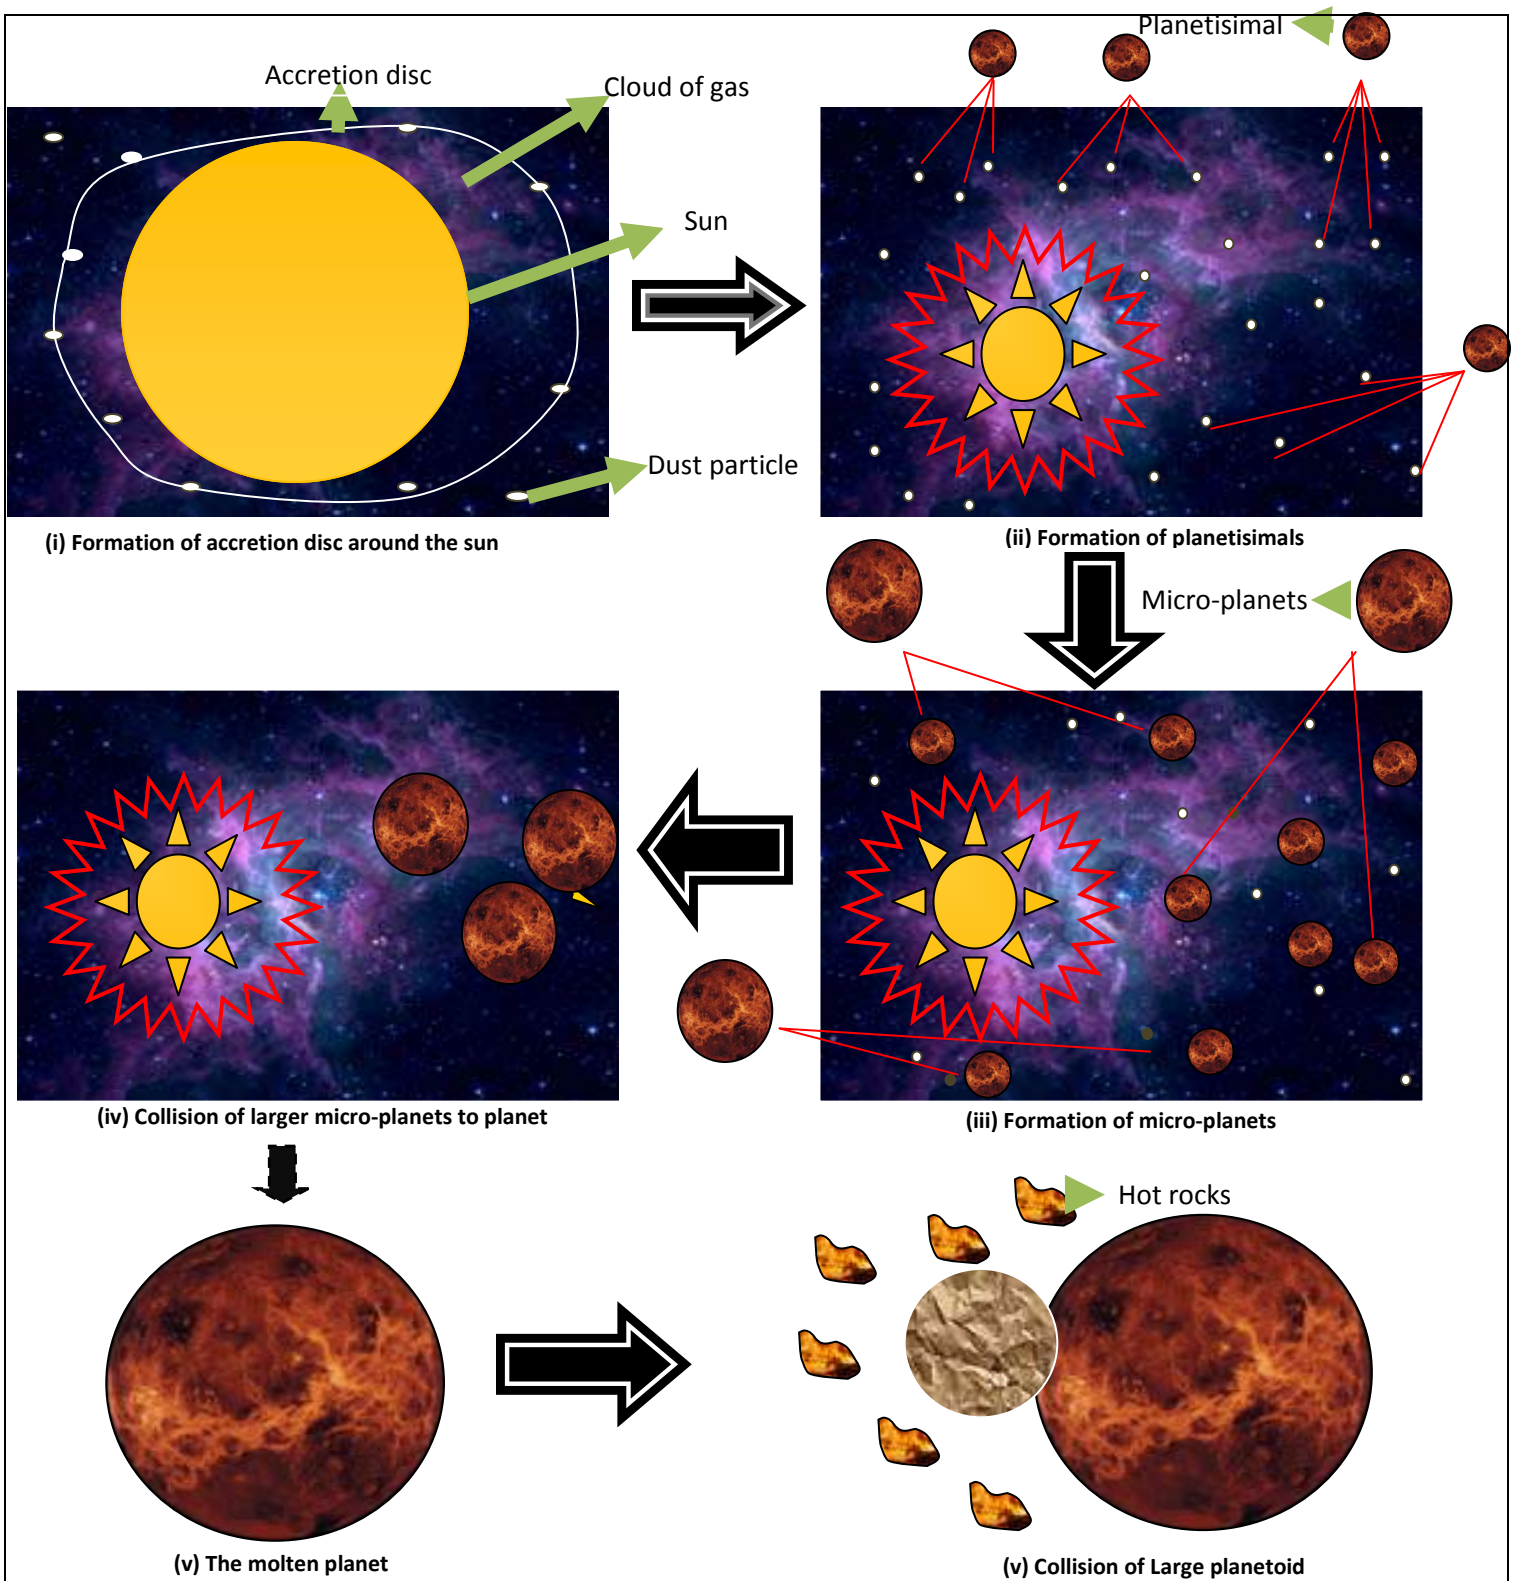 Planetisimal
Accretion disc
Cloud of gas
Sun
Dust particle
(i) Formation of accretion disc around the sun
(ii) Formation of planetisimals
Micro-planets
(iv) Collision of larger micro-planets to planet
(iii) Formation of micro-planets
Hot rocks
(v) The molten planet
(v) Collision of Large planetoid